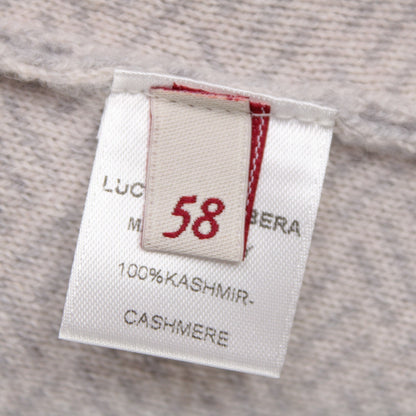 58
LUC BERA
M
100%KASHMIR-
CASHMERE